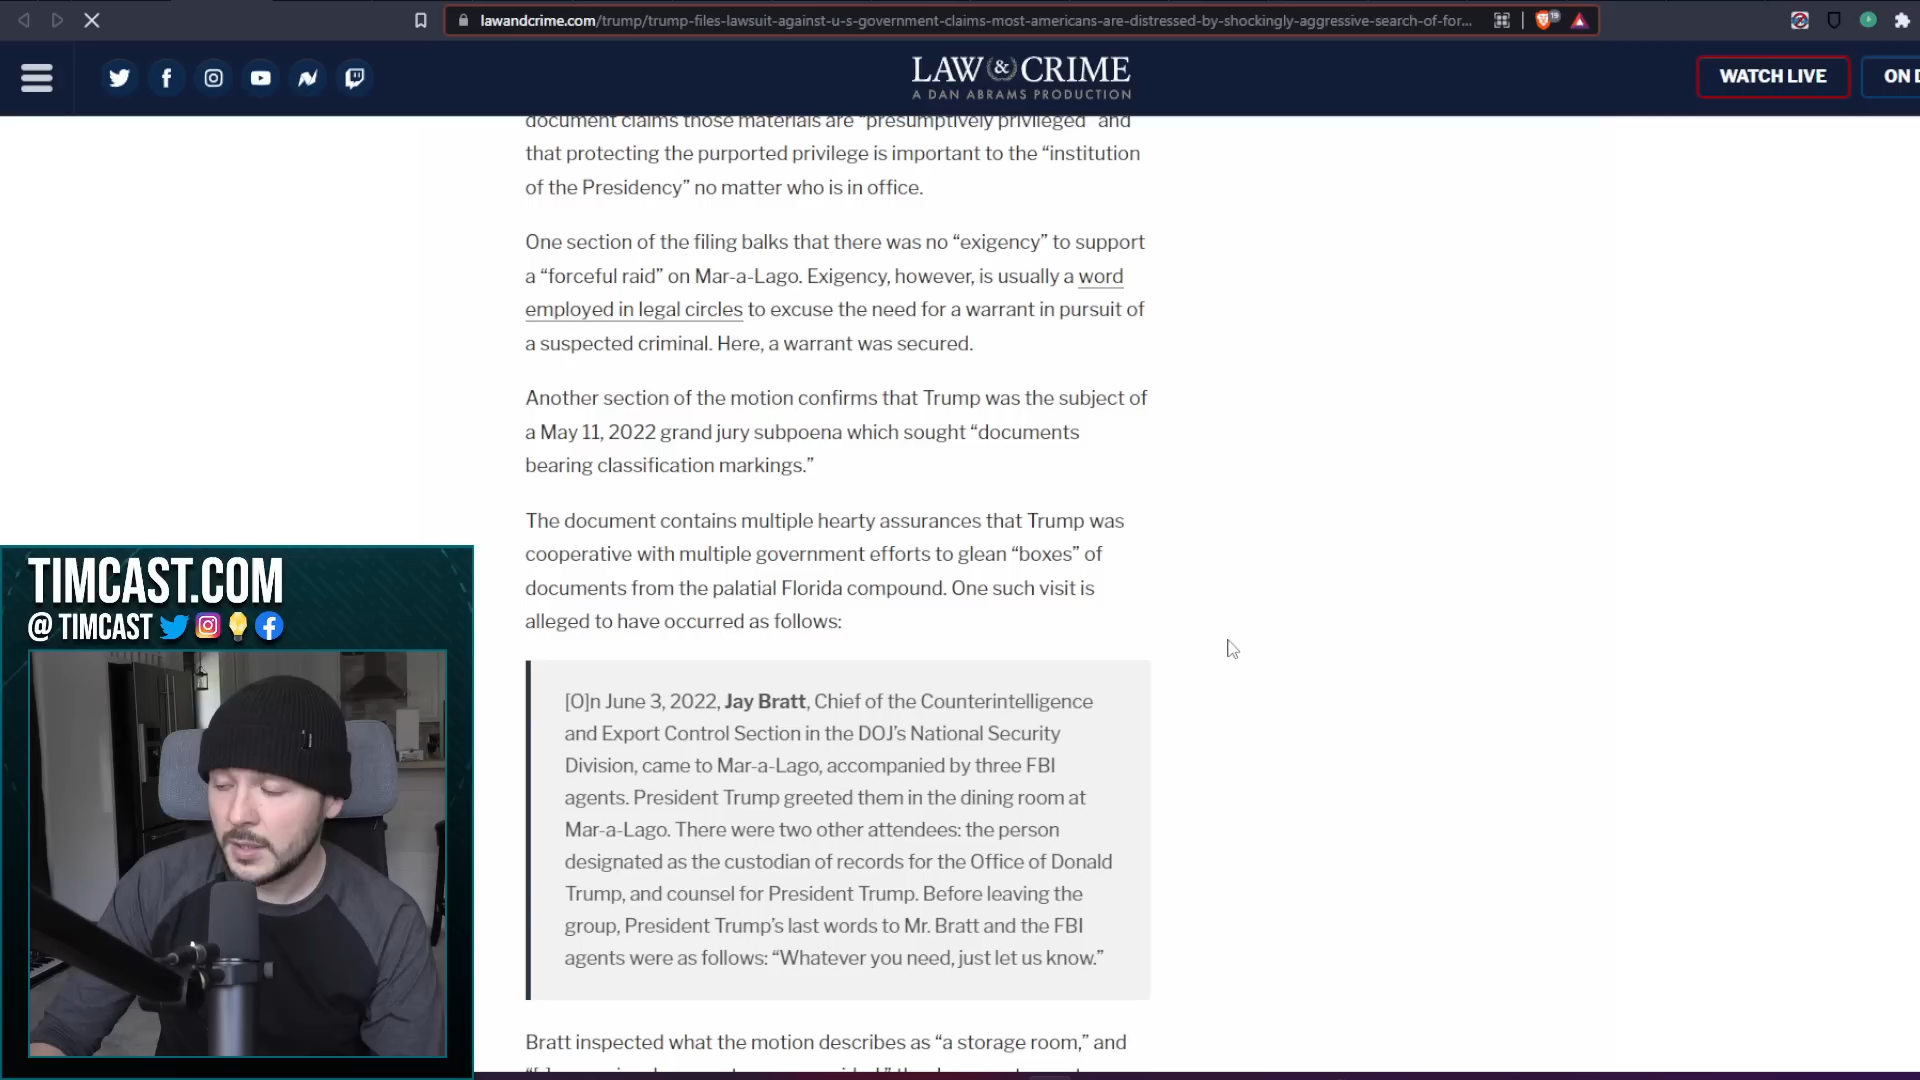 lawandcrime.com/trump/trump-files-lawsuit-against-u-s-government-claims-most-americans-are-distressed-by-shockingly-aggressive-search-of-for...
19
LAW & CRIME
A DAN ABRAMS PRODUCTION
WATCH LIVE
ON D
document claims those materials are “presumptively privileged” and
that protecting the purported privilege is important to the “institution
of the Presidency” no matter who is in office.
One section of the filing balks that there was no “exigency” to support
a “forceful raid” on Mar-a-Lago. Exigency, however, is usually a word
employed in legal circles to excuse the need for a warrant in pursuit of
a suspected criminal. Here, a warrant was secured.
Another section of the motion confirms that Trump was the subject of
a May 11, 2022 grand jury subpoena which sought “documents
bearing classification markings.”
The document contains multiple hearty assurances that Trump was
cooperative with multiple government efforts to glean “boxes” of
documents from the palatial Florida compound. One such visit is
alleged to have occurred as follows:
[O]n June 3, 2022, Jay Bratt, Chief of the Counterintelligence
and Export Control Section in the DOJ’s National Security
Division, came to Mar-a-Lago, accompanied by three FBI
agents. President Trump greeted them in the dining room at
Mar-a-Lago. There were two other attendees: the person
designated as the custodian of records for the Office of Donald
Trump, and counsel for President Trump. Before leaving the
group, President Trump’s last words to Mr. Bratt and the FBI
agents were as follows: “Whatever you need, just let us know.”
Bratt inspected what the motion describes as “a storage room,” and
TIMCAST.COM
@ TIMCAST